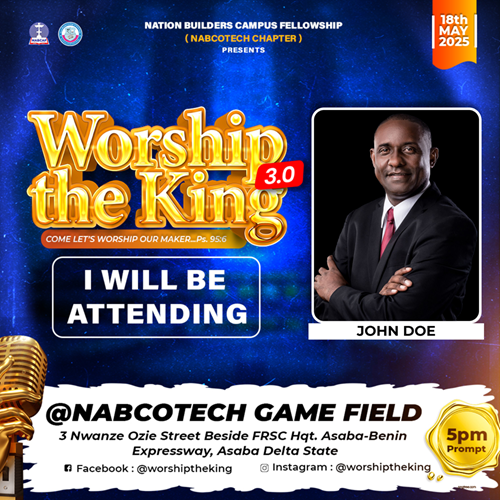 NATION BUILDERS CAMPUS FELLOWSHIP
( NABCOTECH CHAPTER )
PRESENTS
18th
MAY
2025
Worship
the King
3.0
COME LET'S WORSHIP OUR MAKER...Ps. 95:6
I WILL BE
ATTENDING
JOHN DOE
@NABCOTECH GAME FIELD
3 Nwanze Ozie Street Beside FRSC Hqt. Asaba-Benin
Expressway, Asaba Delta State
Facebook : @worshiptheking
Instagram : @worshiptheking
5pm
Prompt